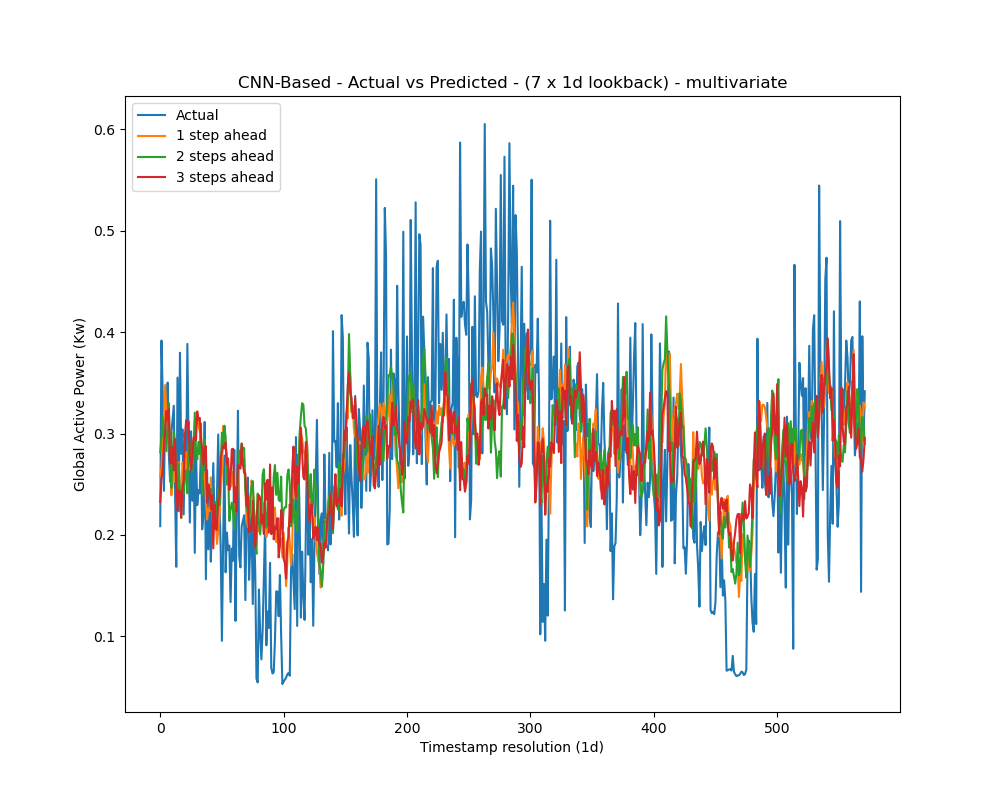 CNN-Based - Actual vs Predicted - (7 x 1d lookback) - multivariate
Actual
1 step ahead
2 steps ahead
3 steps ahead
0.6
0.5
0.4
0.3
0.2
0.1
Global Active Power (Kw)
0 100 200 300 400 500
Timestamp resolution (1d)